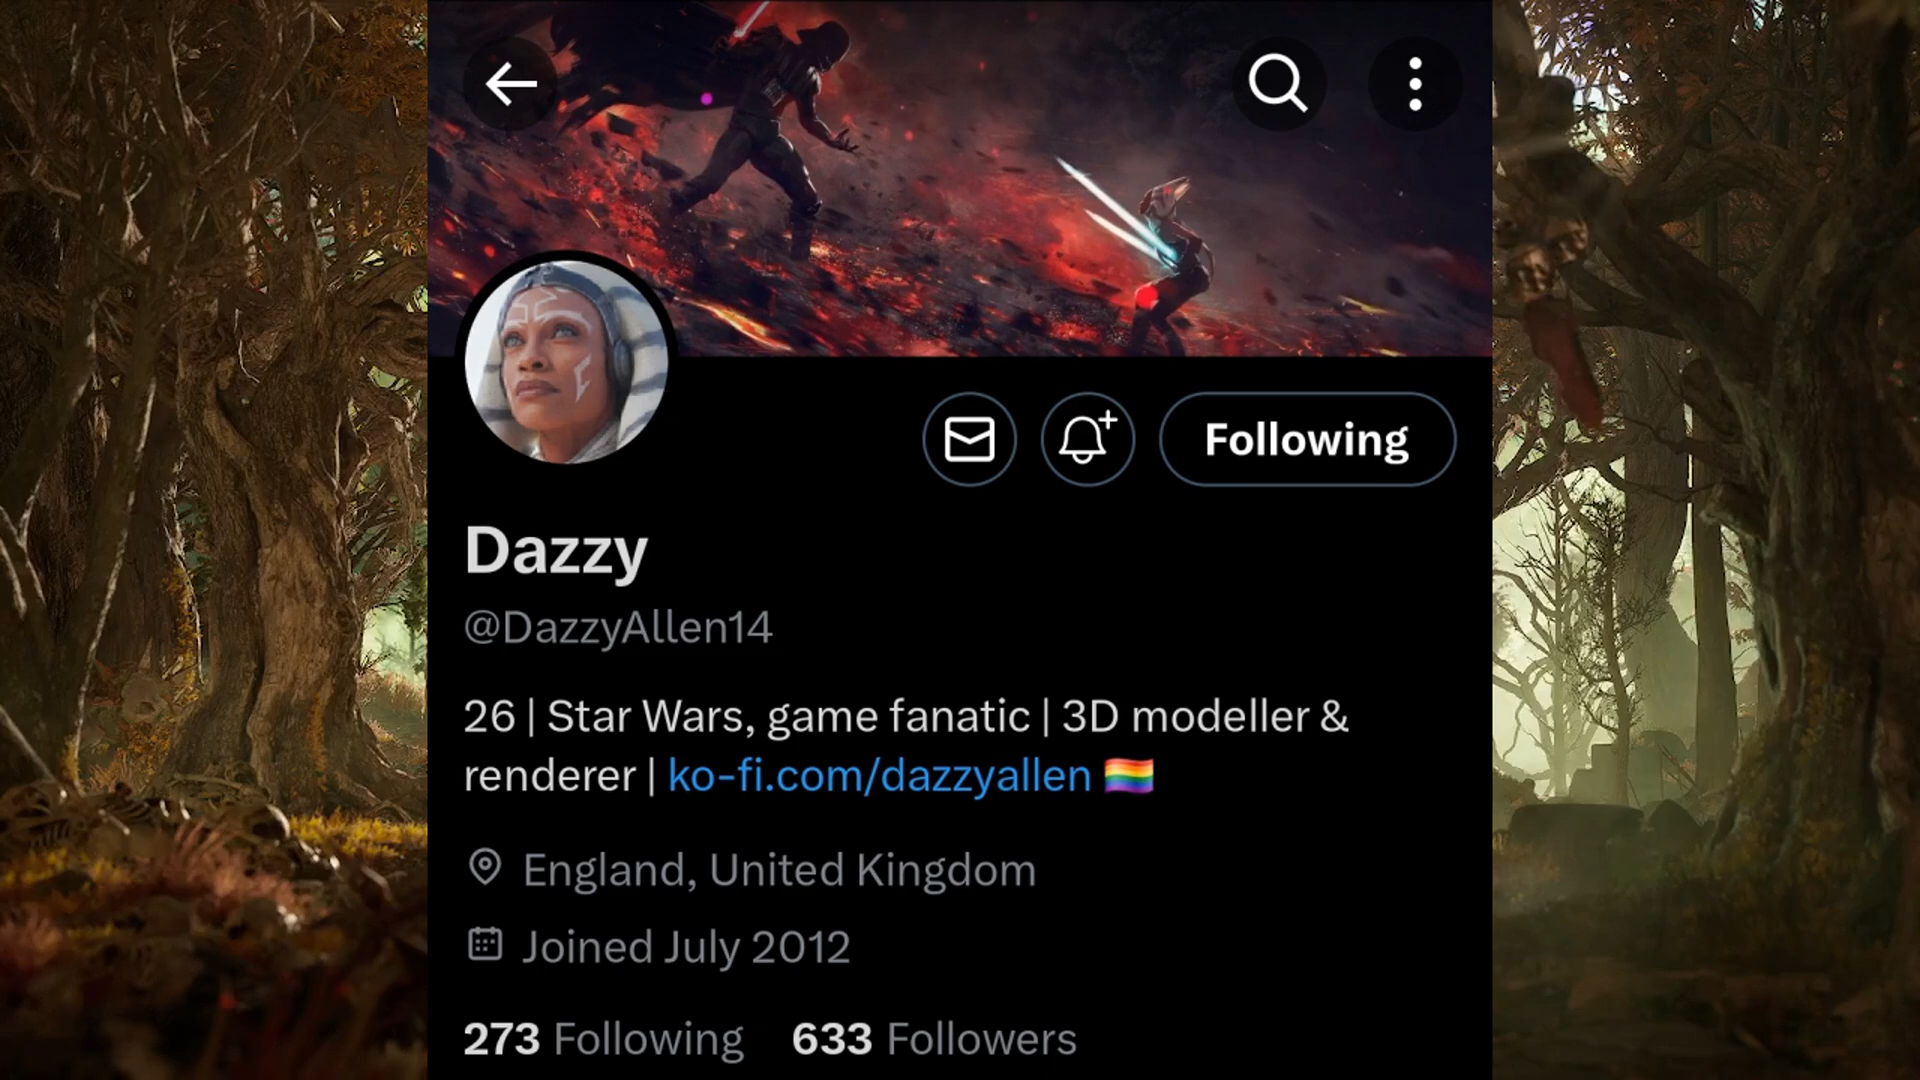 Following
Dazzy
@DazzyAllen14
26 | Star Wars, game fanatic | 3D modeller &
renderer | ko-fi.com/dazzyallen 🏳️‍🌈
England, United Kingdom
Joined July 2012
273 Following 633 Followers